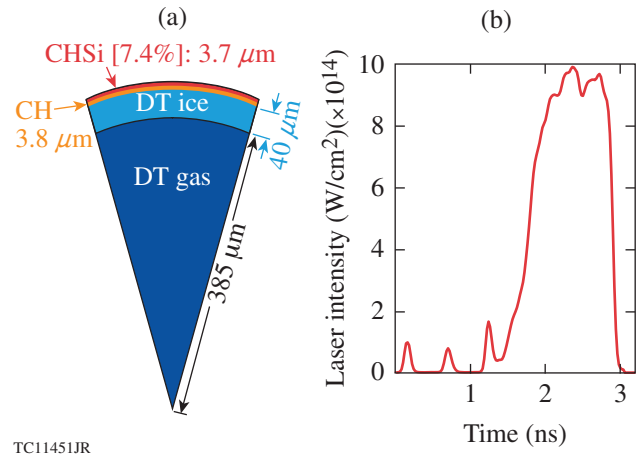 (a)
CHSi [7.4%]: 3.7 μm
CH
3.8 μm
DT ice
40 μm
DT gas
385 μm
TC11451JR
(b)
Laser intensity (W/cm²)(×10¹⁴)
10
8
6
4
2
0
1
2
3
Time (ns)